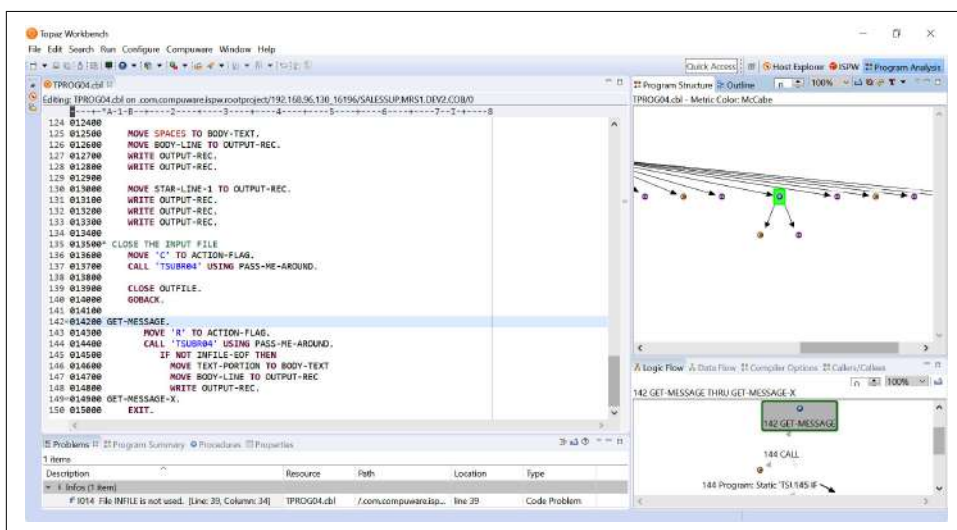 Topaz Workbench
File Edit Search Run Configure Compuware Window Help
Quick Access Host Explorer ISPW Program Analysis
TPROG04.cbl
Editing: TPROG04.cbl on .com.compuware.ispw.rootproject/192.168.96.130_16196/SALESSUP.MRS1.DEV2.COB/0
----+-*A-1-B--+----2----+----3----+----4----+----5----+----6----+----7--I-+----8
124 012400
125 012500 MOVE SPACES TO BODY-TEXT.
126 012600 MOVE BODY-LINE TO OUTPUT-REC.
127 012700 WRITE OUTPUT-REC.
128 012800 WRITE OUTPUT-REC.
129 012900
130 013000 MOVE STAR-LINE-1 TO OUTPUT-REC.
131 013100 WRITE OUTPUT-REC.
132 013200 WRITE OUTPUT-REC.
133 013300 WRITE OUTPUT-REC.
134 013400
135 013500* CLOSE THE INPUT FILE
136 013600 MOVE 'C' TO ACTION-FLAG.
137 013700 CALL 'TSUBR04' USING PASS-ME-AROUND.
138 013800
139 013900 CLOSE OUTFILE.
140 014000 GOBACK.
141 014100
142 014200 GET-MESSAGE.
143 014300 MOVE 'R' TO ACTION-FLAG.
144 014400 CALL 'TSUBR04' USING PASS-ME-AROUND.
145 014500 IF NOT INFILE-EOF THEN
146 014600 MOVE TEXT-PORTION TO BODY-TEXT
147 014700 MOVE BODY-LINE TO OUTPUT-REC
148 014800 WRITE OUTPUT-REC.
149 014900 GET-MESSAGE-X.
150 015000 EXIT.
Program Structure Outline 100%
TPROG04.cbl - Metric Color: McCabe
Logic Flow Data Flow Compiler Options Callers/Callees
100%
142 GET-MESSAGE THRU GET-MESSAGE-X
142 GET-MESSAGE
144 CALL
144 Program: Static 'TSU 145 IF
Problems Program Summary Procedures Properties
1 items
Description Resource Path Location Type
Infos (1 item)
I014 File INFILE is not used. [Line: 39, Column: 34] TPROG04.cbl /.com.compuware.isp... line 39 Code Problem